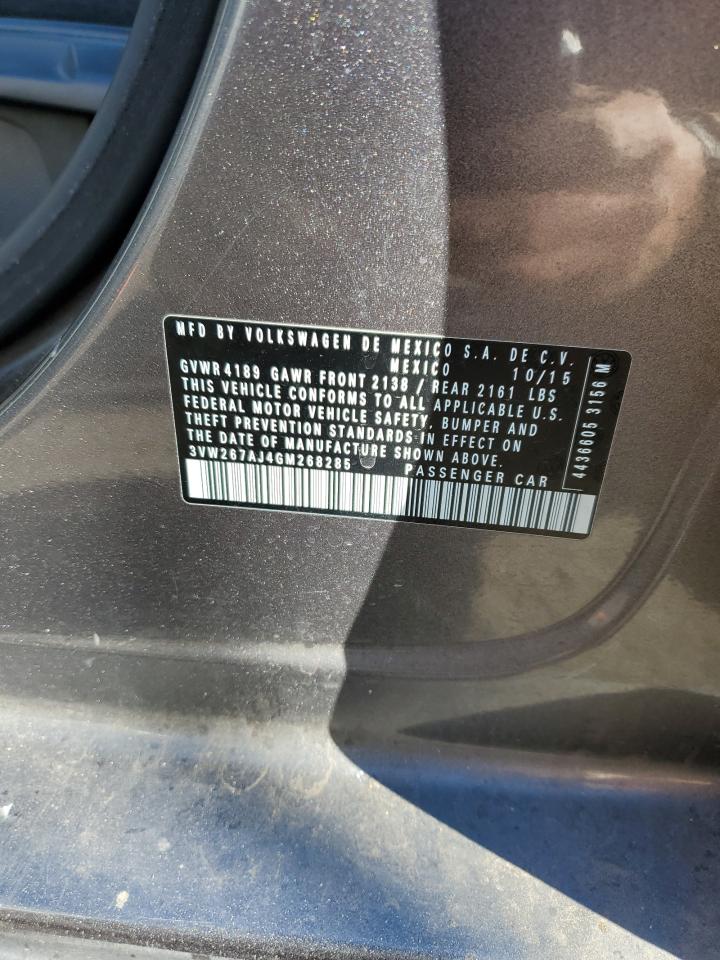 MFD BY VOLKSWAGEN DE MEXICO S.A. DE C.V.
MEXICO 10/15
GVWR 4189 GAWR FRONT 2138 / REAR 2161 LBS
THIS VEHICLE CONFORMS TO ALL APPLICABLE U.S.
FEDERAL MOTOR VEHICLE SAFETY, BUMPER AND
THEFT PREVENTION STANDARDS IN EFFECT ON
THE DATE OF MANUFACTURE SHOWN ABOVE.
3VW267AJ4GM268285 PASSENGER CAR
4436605 3156 M